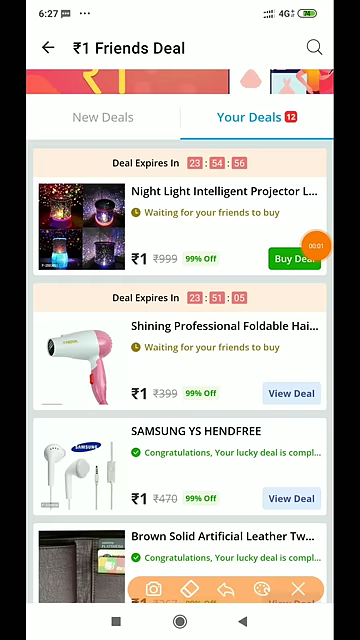 6:27 ... 4G+ 74
₹1 Friends Deal
₹1
New Deals Your Deals 12
Deal Expires In 23 : 54 : 56
Night Light Intelligent Projector L...
Waiting for your friends to buy
₹1 ₹999 99% Off Buy Deal
00:01
Deal Expires In 23 : 51 : 05
Shining Professional Foldable Hai...
Waiting for your friends to buy
₹1 ₹399 99% Off View Deal
SAMSUNG YS HENDFREE
SAMSUNG
Congratulations, Your lucky deal is compl...
₹1 ₹470 99% Off View Deal
Brown Solid Artificial Leather Tw...
Congratulations, Your lucky deal is compl...